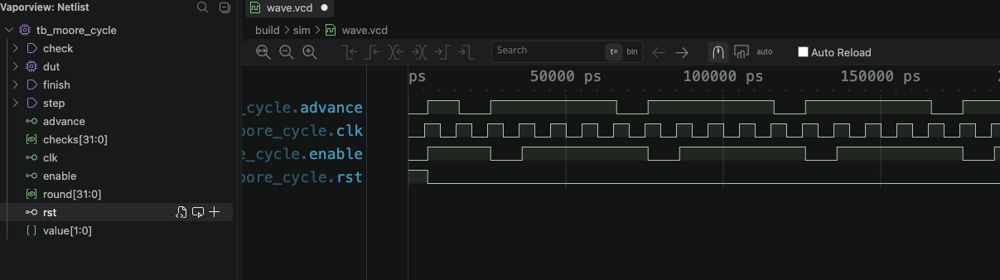 Vaporview: Netlist
tb_moore_cycle
check
dut
finish
step
advance
checks[31:0]
clk
enable
round[31:0]
rst
value[1:0]
wave.vcd
build > sim > wave.vcd
Search
t=
bin
auto
Auto Reload
ps 50000 ps 100000 ps 150000 ps 2
_cycle.advance
oore_cycle.clk
e_cycle.enable
oore_cycle.rst